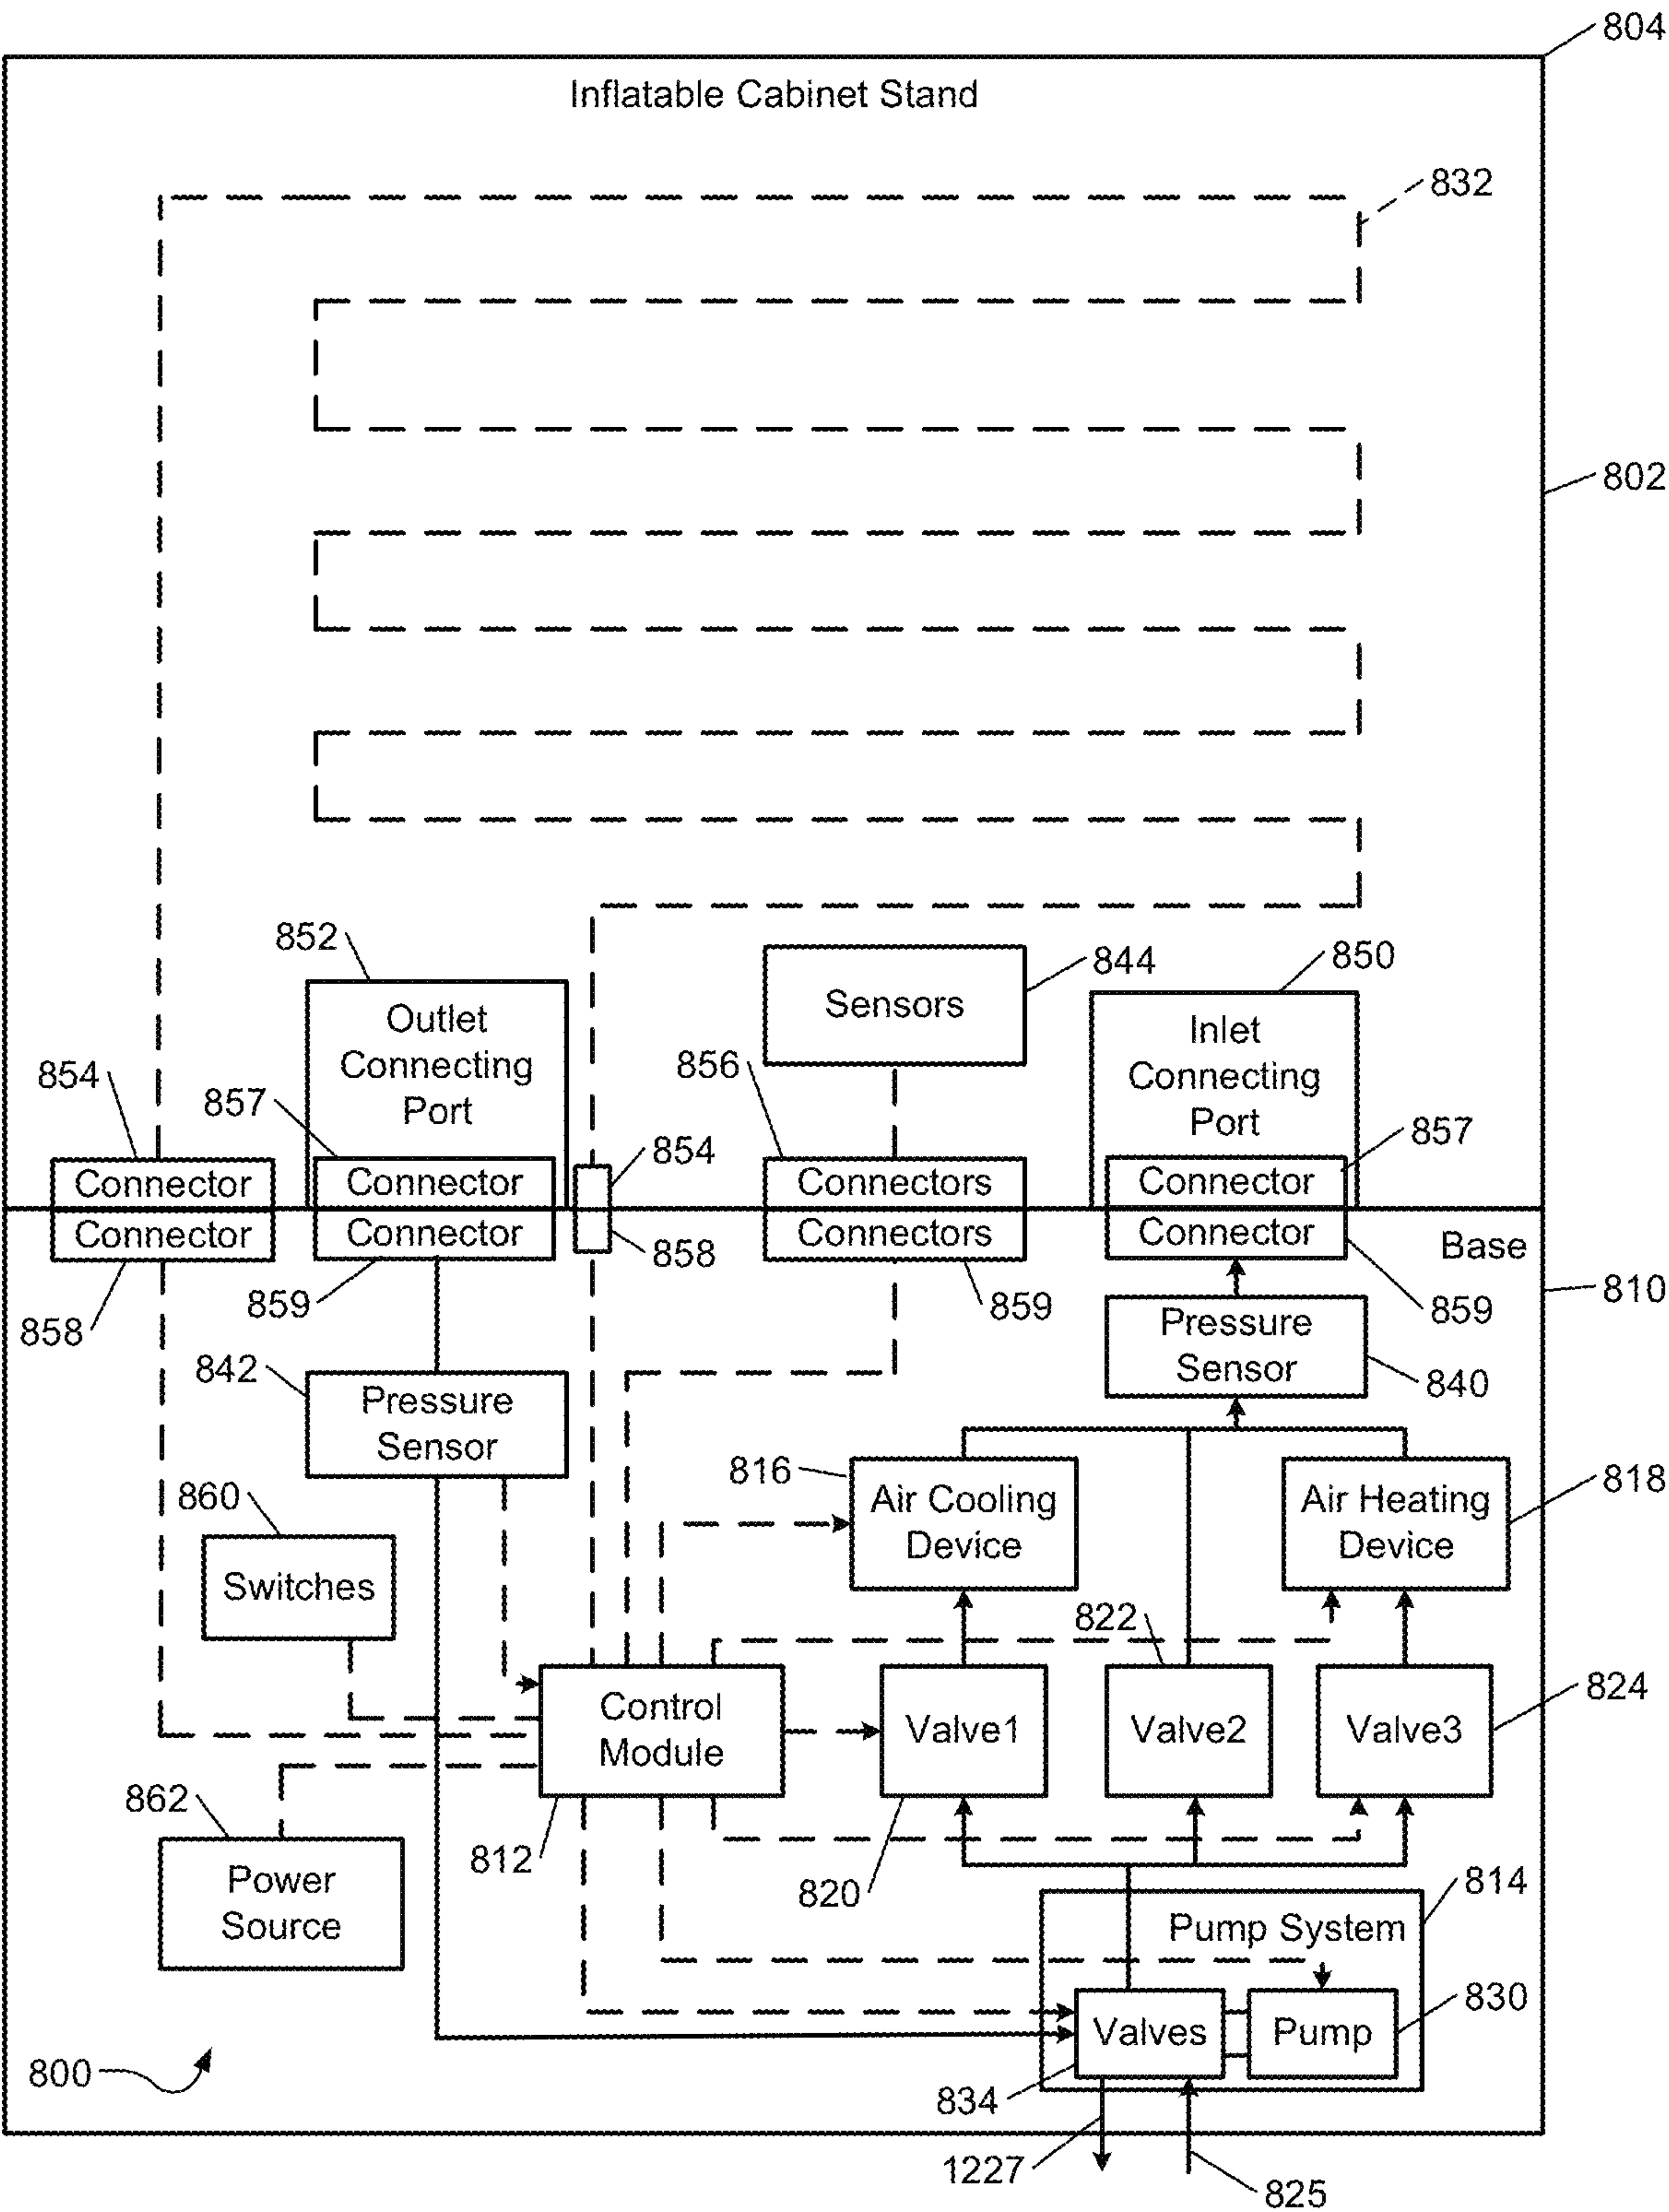 804
Inflatable Cabinet Stand
832
802
852
844
850
Outlet
Connecting
Port
Sensors
Inlet
Connecting
Port
854
857
856
854
857
Connector
Connector
Connectors
Connector
Connector
Connector
Connectors
Connector
Base
858
859
858
859
859
810
842
Pressure
Sensor
Pressure
Sensor
840
860
816
Air Cooling
Device
Air Heating
Device
818
Switches
822
824
Control
Module
Valve1
Valve2
Valve3
862
812
820
814
Power
Source
Pump System
830
Valves
Pump
800
834
1227
825